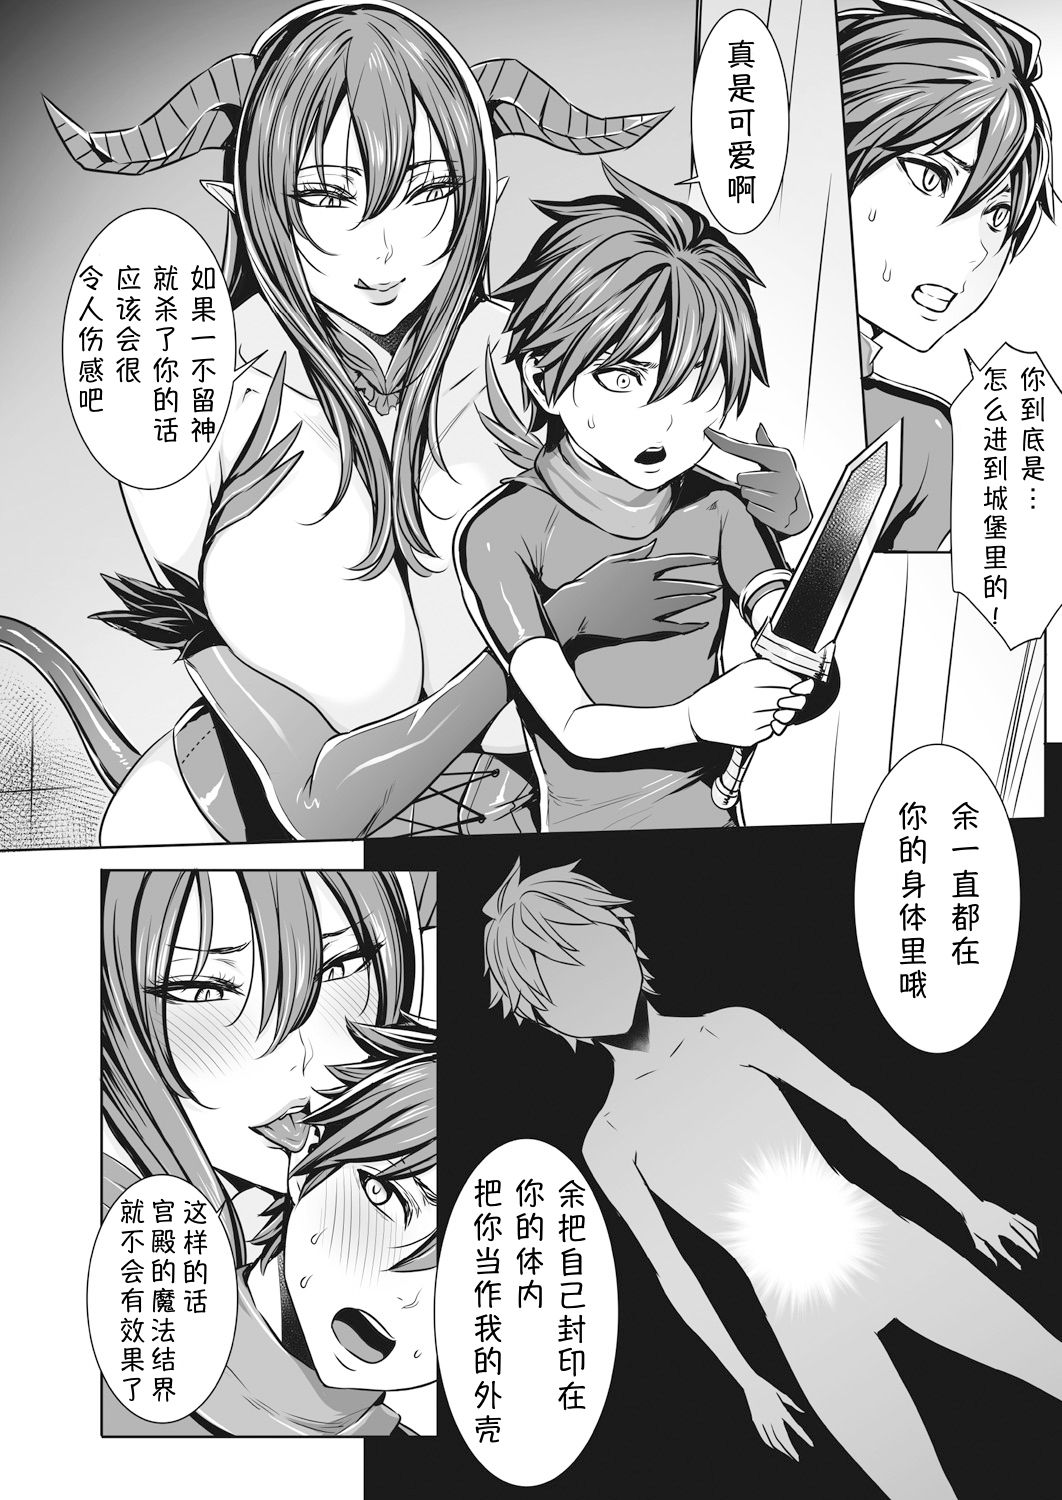 你到底是…
怎么进到城堡里的！
真是可爱啊
如果一不留神
就杀了你的话
应该会很
令人伤感吧
余一直都在
你的身体里哦
余把自己封印在
你的体内
把你当作我的外壳
这样的话
宫殿的魔法结界
就不会有效果了